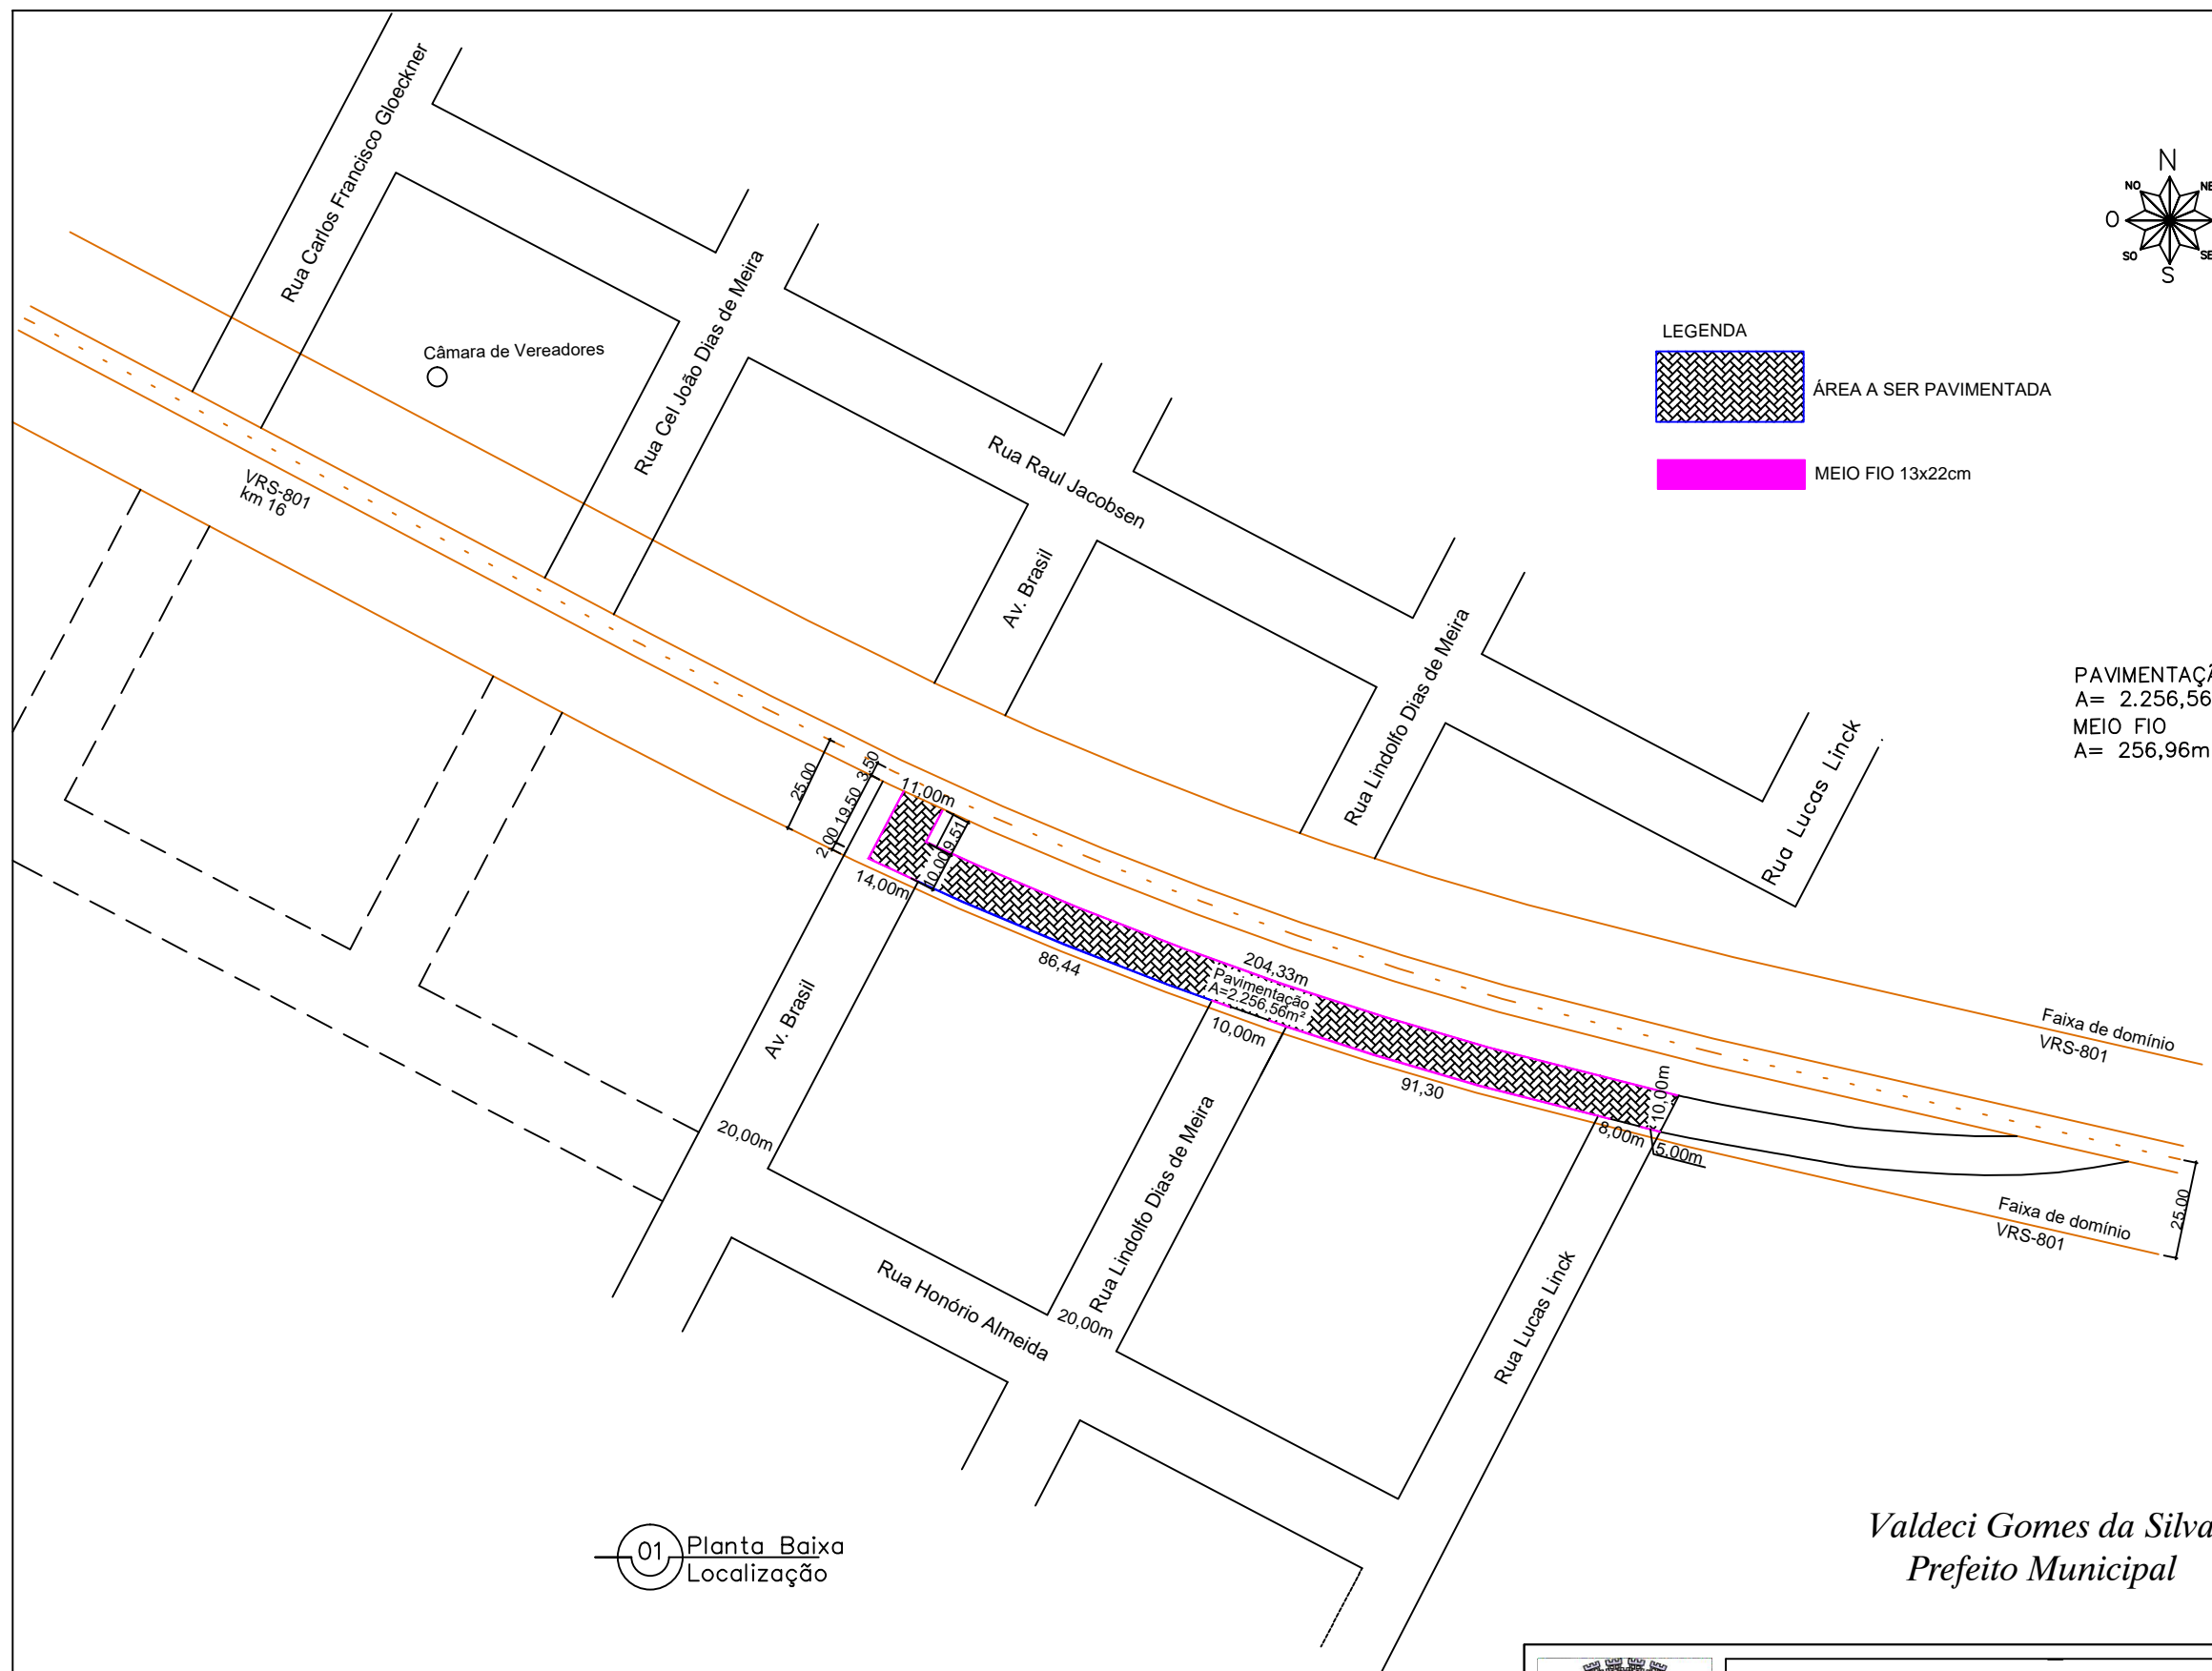 Rua Carlos Francisco Gloeckner
N
NO
NE
O
SO
SE
S
Rua Cel João Dias de Meira
LEGENDA
Câmara de Vereadores
ÁREA A SER PAVIMENTADA
MEIO FIO 13x22cm
Rua Raul Jacobsen
VRS-801
km 16
Av. Brasil
Rua Lindolfo Dias de Meira
Rua Lucas Linck
PAVIMENTAÇÃ
A= 2.256,56
MEIO FIO
A= 256,96m
25,00
3,50
19,50
2,00
11,00m
9,51
10,00
14,00m
86,44
204,33m
Pavimentação
A=2.256,56m²
10,00m
91,30
10,00m
8,00m
5,00m
Faixa de domínio
VRS-801
Faixa de domínio
VRS-801
25,00
Av. Brasil
20,00m
Rua Lindolfo Dias de Meira
20,00m
Rua Honório Almeida
Rua Lucas Linck
01
Planta Baixa
Localização
Valdeci Gomes da Silva
Prefeito Municipal